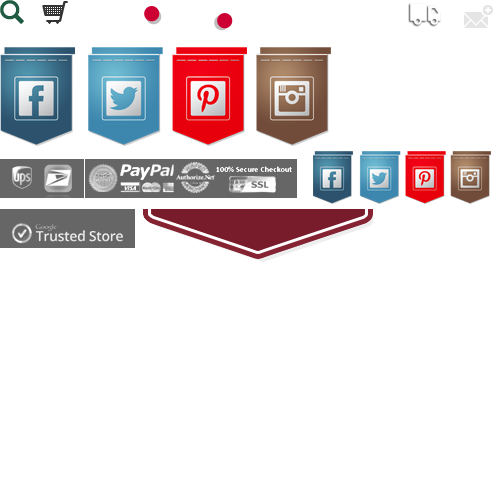 ups
PayPal
VISA
Authorize.Net
100% Secure Checkout
SSL
Google
Trusted Store